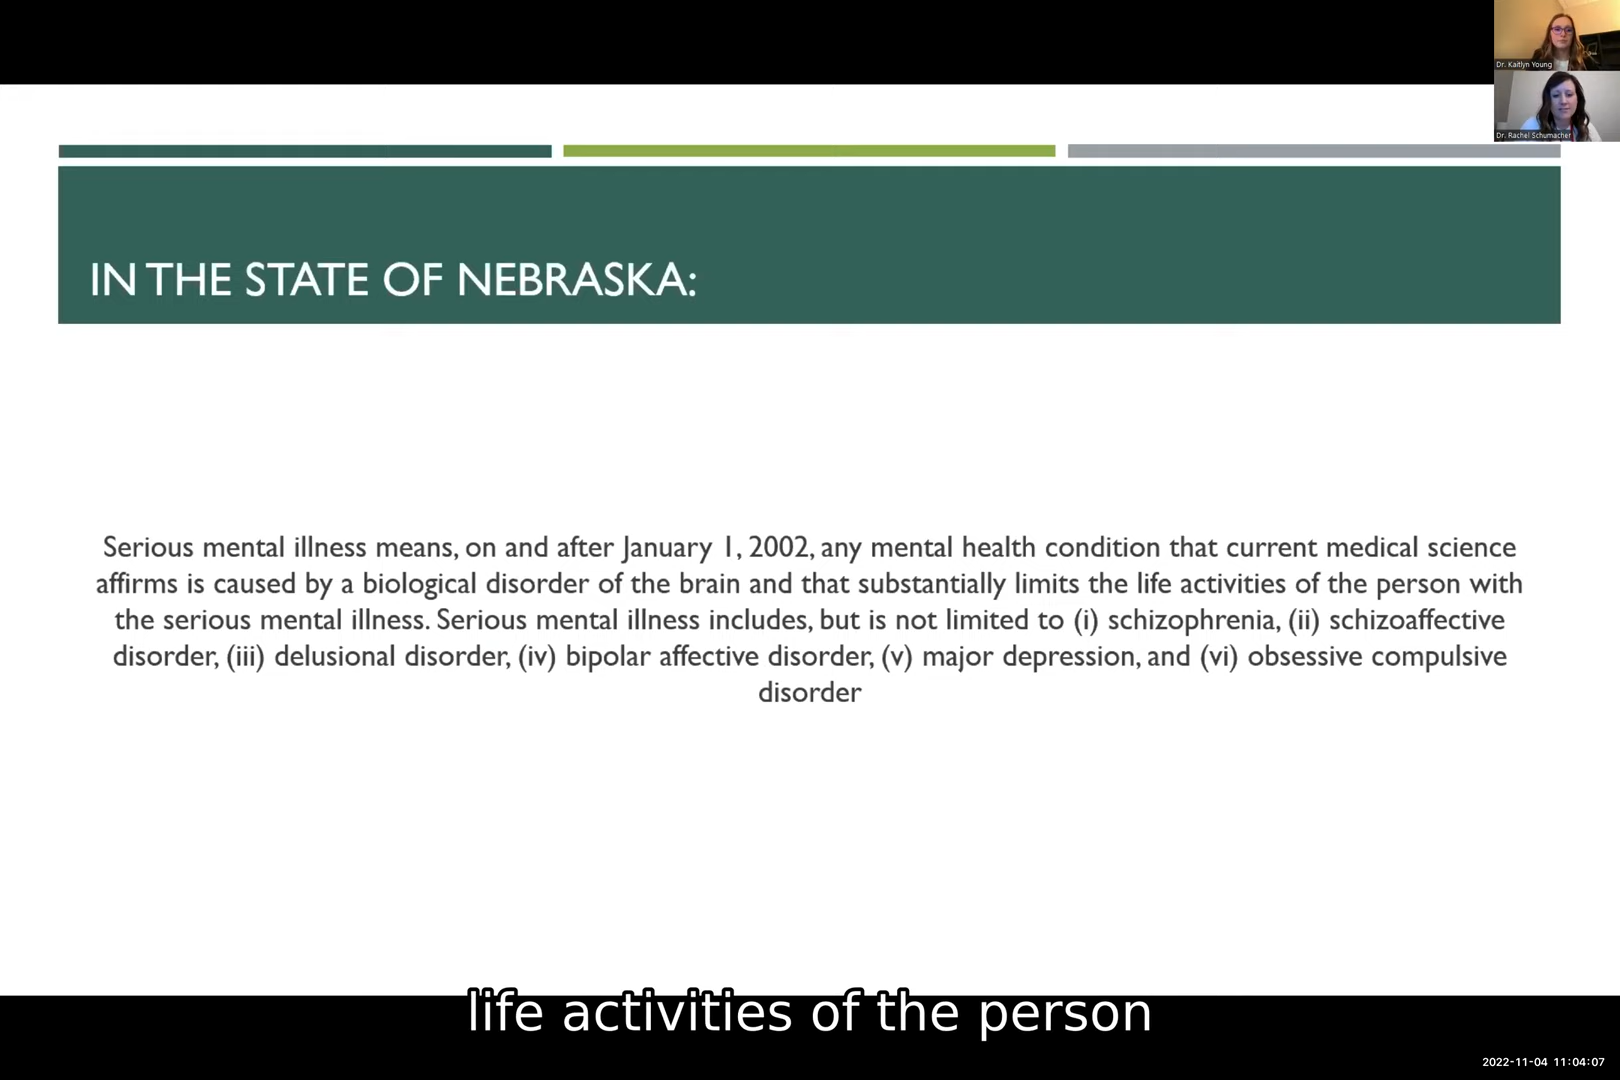 Dr. Kaitlyn Young
Dr. Rachel Schumacher
IN THE STATE OF NEBRASKA:
Serious mental illness means, on and after January 1, 2002, any mental health condition that current medical science
affirms is caused by a biological disorder of the brain and that substantially limits the life activities of the person with
the serious mental illness. Serious mental illness includes, but is not limited to (i) schizophrenia, (ii) schizoaffective
disorder, (iii) delusional disorder, (iv) bipolar affective disorder, (v) major depression, and (vi) obsessive compulsive
disorder
life activities of the person
2022-11-04 11:04:07